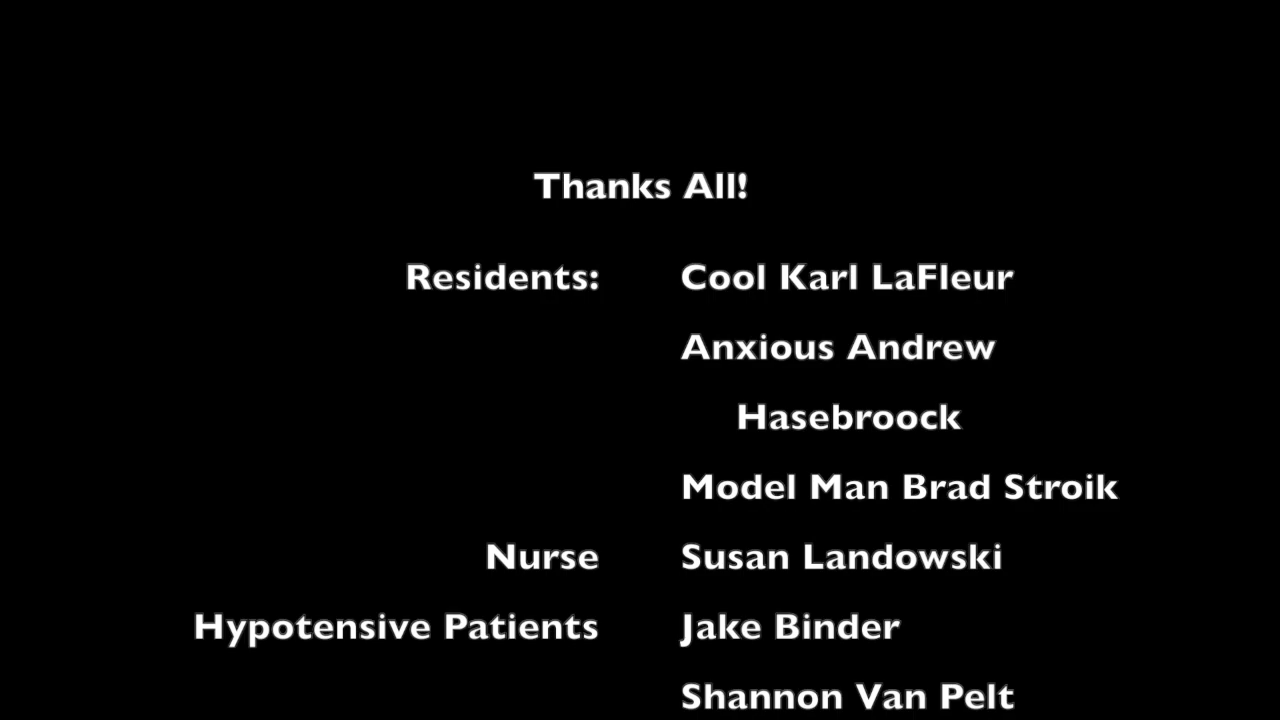 Thanks All!
Residents: Cool Karl LaFleur
Anxious Andrew
Hasebroock
Model Man Brad Stroik
Nurse Susan Landowski
Hypotensive Patients Jake Binder
Shannon Van Pelt